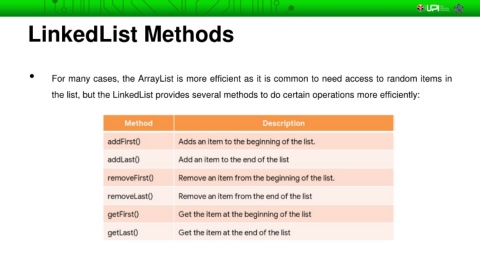 LinkedList Methods
• For many cases, the ArrayList is more efficient as it is common to need access to random items in
the list, but the LinkedList provides several methods to do certain operations more efficiently:
Method Description
addFirst() Adds an item to the beginning of the list.
addLast() Add an item to the end of the list
removeFirst() Remove an item from the beginning of the list.
removeLast() Remove an item from the end of the list
getFirst() Get the item at the beginning of the list
getLast() Get the item at the end of the list